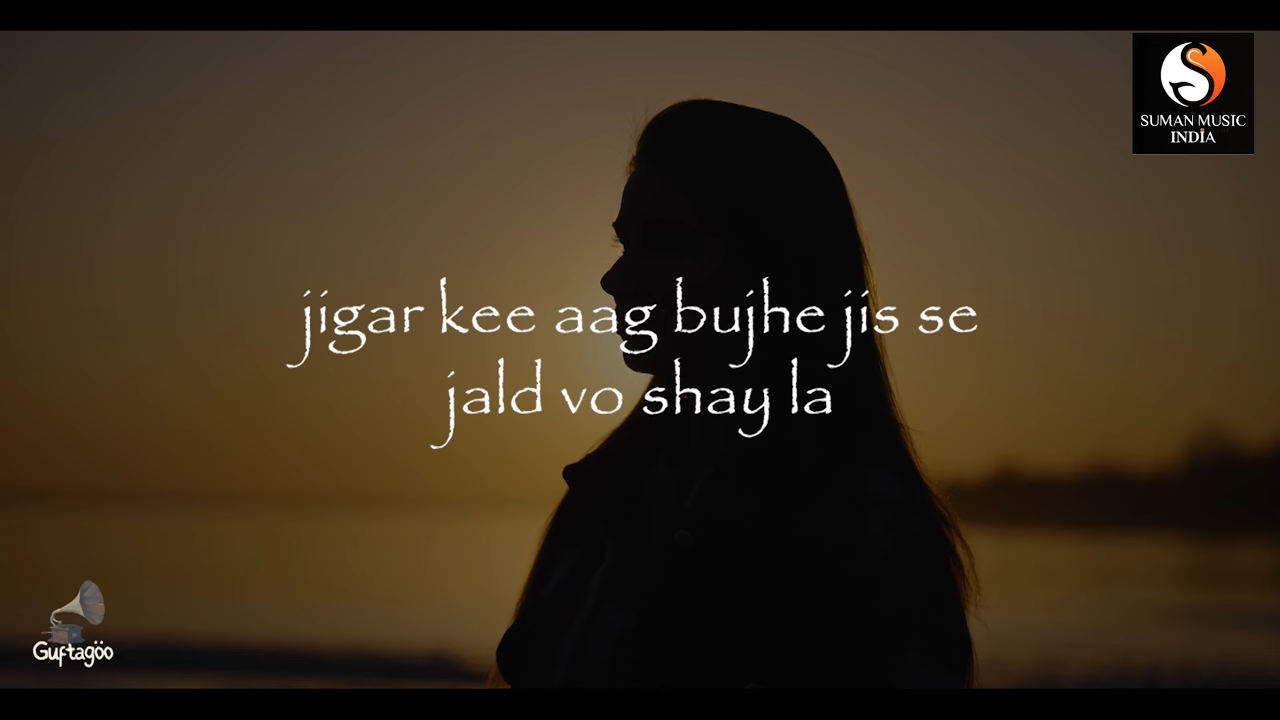 SUMAN MUSIC
INDIA
jigar kee aag bujhe jis se
jald vo shay la
Guftagöo